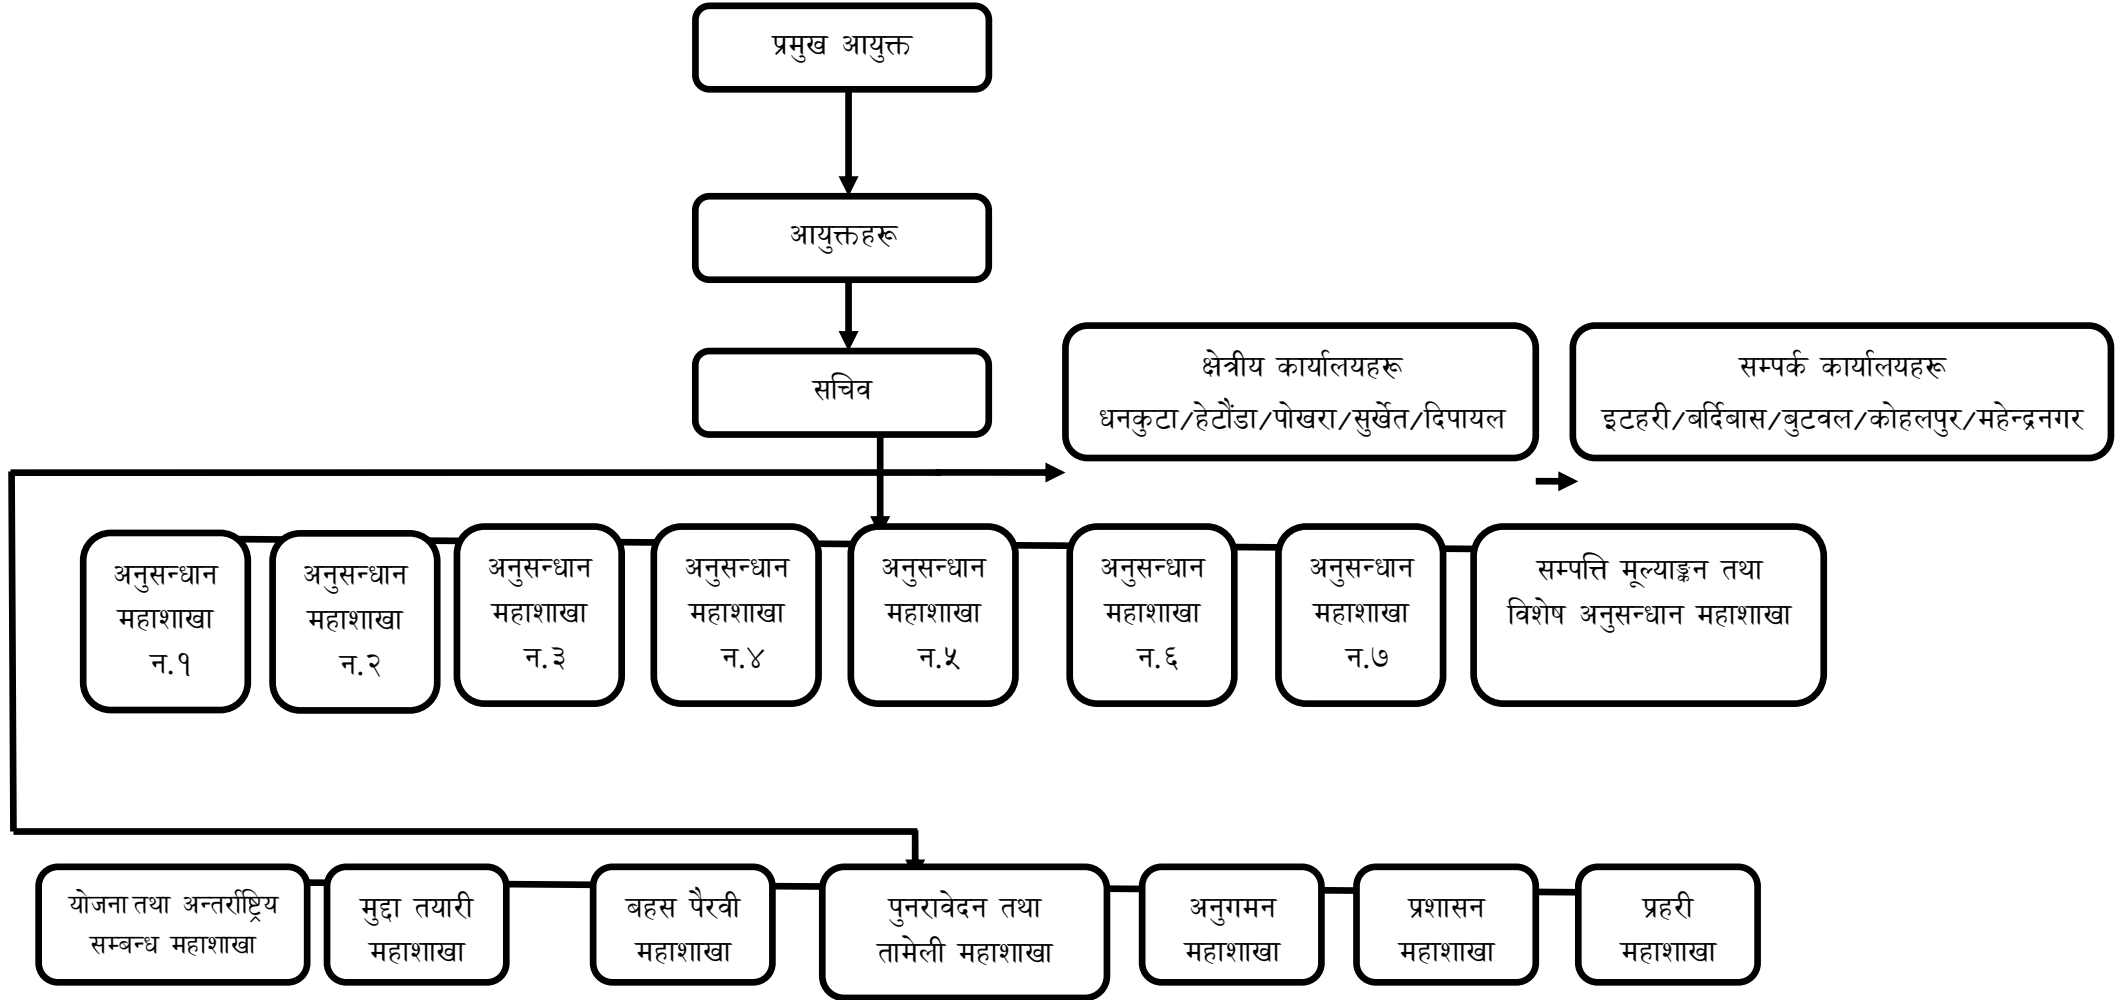 प्रमुख आयुक्त
आयुक्तहरू
सचिव
क्षेत्रीय कार्यालयहरू
धनकुटा/हेटौंडा/पोखरा/सुर्खेत/दिपायल
सम्पर्क कार्यालयहरू
इटहरी/बर्दिबास/बुटवल/कोहलपुर/महेन्द्रनगर
अनुसन्धान
महाशाखा
न.१
अनुसन्धान
महाशाखा
न.२
अनुसन्धान
महाशाखा
न.३
अनुसन्धान
महाशाखा
न.४
अनुसन्धान
महाशाखा
न.५
अनुसन्धान
महाशाखा
न.६
अनुसन्धान
महाशाखा
न.७
सम्पत्ति मूल्याङ्कन तथा
विशेष अनुसन्धान महाशाखा
योजना तथा अन्तर्राष्ट्रिय
सम्बन्ध महाशाखा
मुद्दा तयारी
महाशाखा
बहस पैरवी
महाशाखा
पुनरावेदन तथा
तामेली महाशाखा
अनुगमन
महाशाखा
प्रशासन
महाशाखा
प्रहरी
महाशाखा